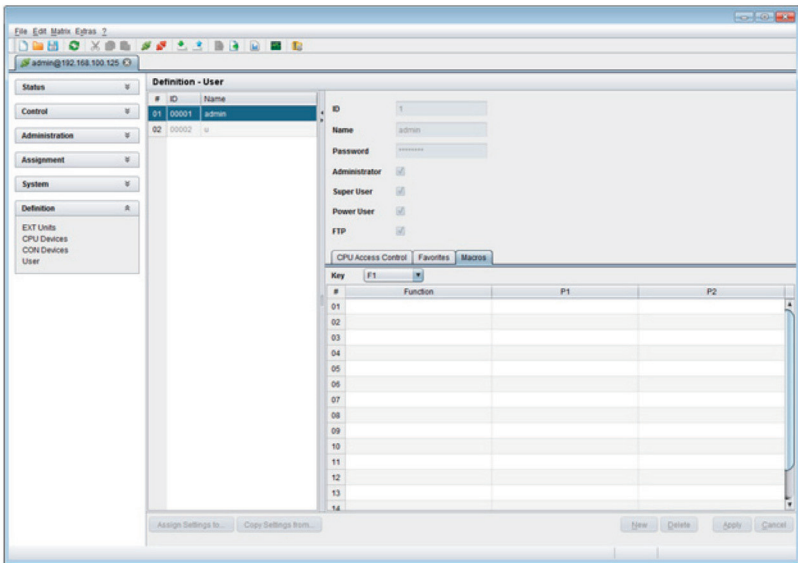 File Edit Matrix Extras ?
admin@192.168.100.125
Status
Control
Administration
Assignment
System
Definition
EXT Units
CPU Devices
CON Devices
User
Definition - User
# ID Name
01 00001 admin
02 00002 u
ID 1
Name admin
Password ********
Administrator
Super User
Power User
FTP
CPU Access Control Favorites Macros
Key F1
# Function P1 P2
01
02
03
04
05
06
07
08
09
10
11
12
13
14
Assign Settings to... Copy Settings from... New Delete Apply Cancel